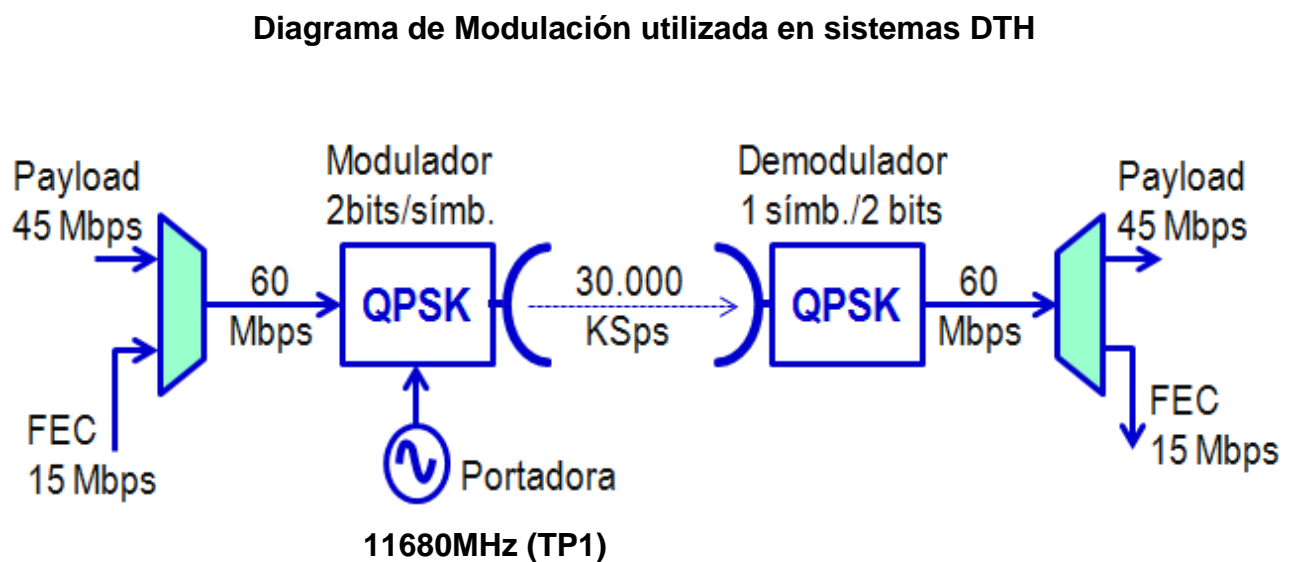 Diagrama de Modulación utilizada en sistemas DTH
Payload
45 Mbps
Modulador
2bits/símb.
Demodulador
1 símb./2 bits
Payload
45 Mbps
60
Mbps
QPSK
30.000
KSps
QPSK
60
Mbps
FEC
15 Mbps
Portadora
FEC
15 Mbps
11680MHz (TP1)